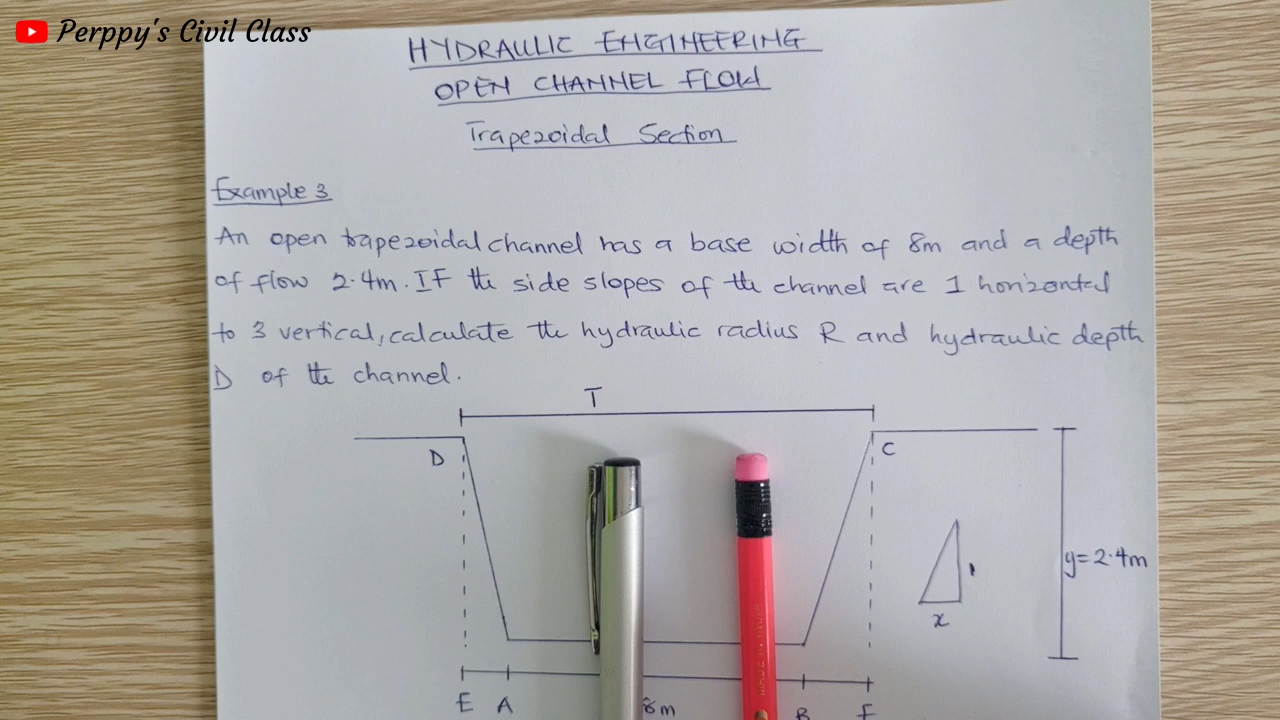 Perppy's Civil Class
HYDRAULIC ENGINEERING
OPEN CHANNEL FLOW
Trapezoidal Section
Example 3
An open trapezoidal channel has a base width of 8m and a depth
of flow 2.4m. IF the side slopes of the channel are 1 horizontal
to 3 vertical, calculate the hydraulic radius R and hydraulic depth
D of the channel.
T
D
C
y=2.4m
1
x
E A 8m B F